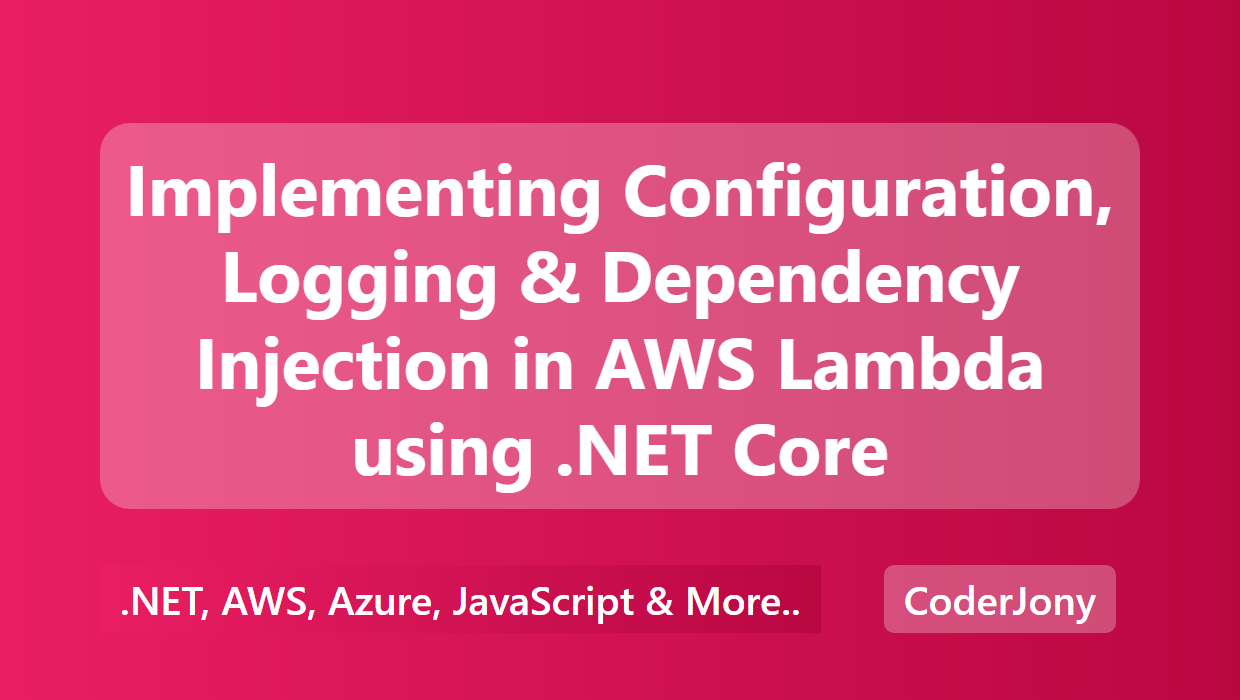 Implementing Configuration,
Logging & Dependency
Injection in AWS Lambda
using .NET Core
.NET, AWS, Azure, JavaScript & More..
CoderJony